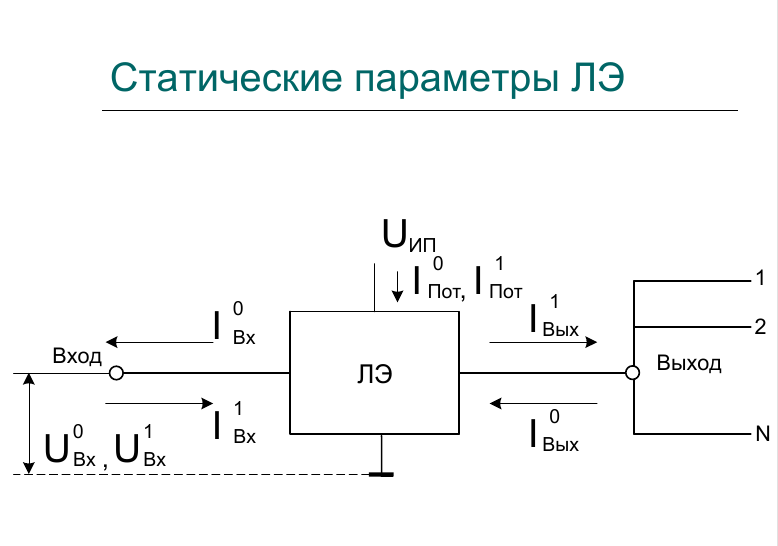 Статические параметры ЛЭ
U ИП
I 0 Пот, I 1 Пот
1
I 0 Вх
I 1 Вых
2
Вход
ЛЭ
Выход
I 1 Вх
I 0 Вых
N
U 0 Вх , U 1 Вх